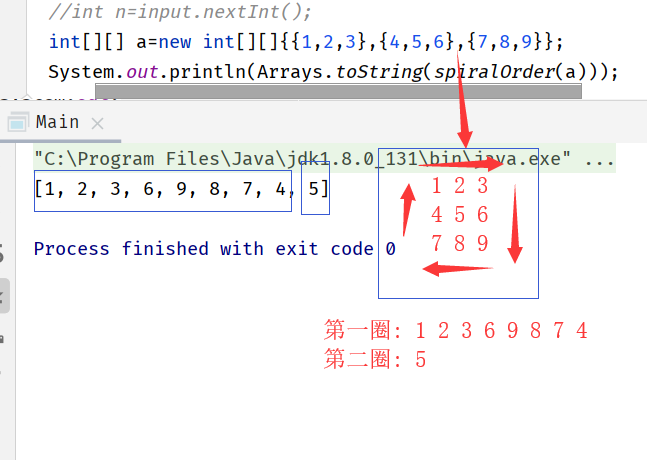 //int n=input.nextInt();
int[][] a=new int[][]{{1,2,3},{4,5,6},{7,8,9}};
System.out.println(Arrays.toString(spiralOrder(a)));
Main
"C:\Program Files\Java\jdk1.8.0_131\bin\java.exe" ...
[1, 2, 3, 6, 9, 8, 7, 4, 5]
1 2 3
4 5 6
7 8 9
Process finished with exit code 0
第一圈: 1 2 3 6 9 8 7 4
第二圈: 5